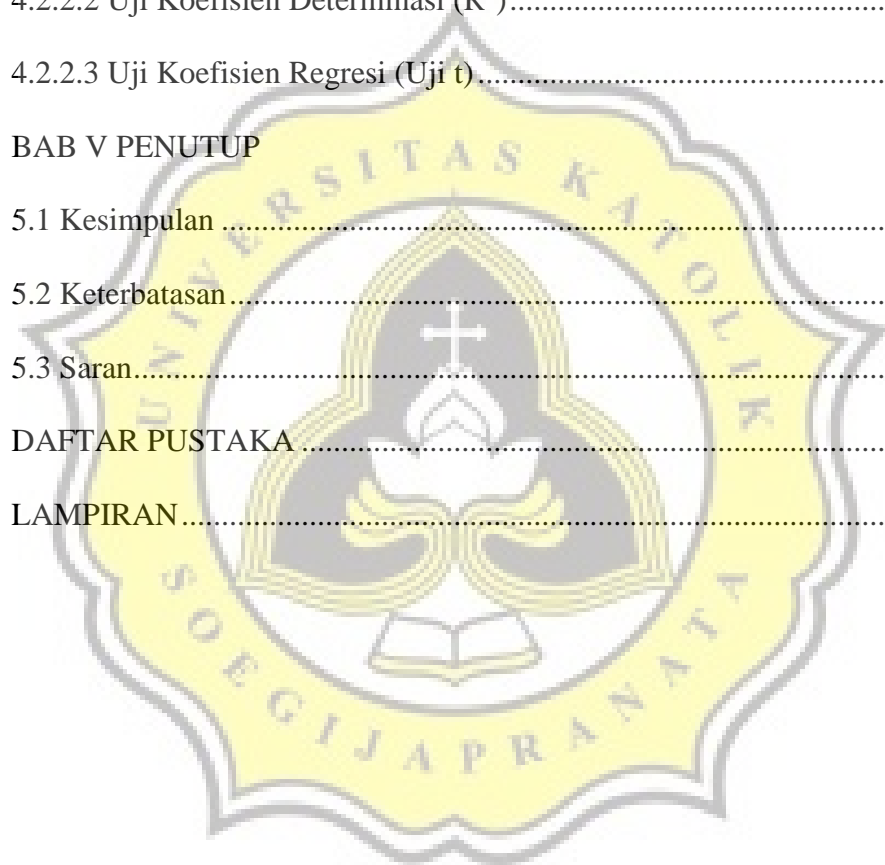 4.2.2.2 Uji Koefisien Determinasi (R²)........................................................
4.2.2.3 Uji Koefisien Regresi (Uji t)............................................................
BAB V PENUTUP
5.1 Kesimpulan ....................................................................................
5.2 Keterbatasan..................................................................................
5.3 Saran..............................................................................................
DAFTAR PUSTAKA ..........................................................................
LAMPIRAN........................................................................................
UNIVERSITAS KATOLIK
SOEGIJAPRANATA